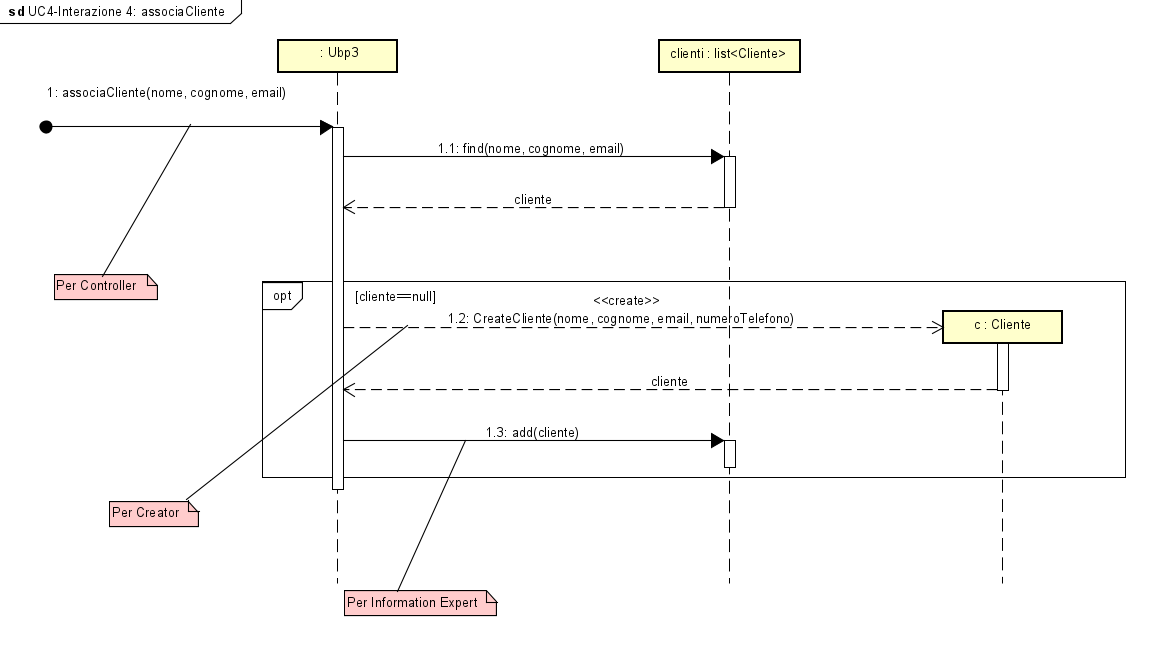 sd UC4-Interazione 4: associaCliente
: Ubp3
clienti : list<Cliente>
1: associaCliente(nome, cognome, email)
1.1: find(nome, cognome, email)
cliente
Per Controller
opt
[cliente==null]
<<create>>
1.2: CreateCliente(nome, cognome, email, numeroTelefono)
c : Cliente
cliente
1.3: add(cliente)
Per Creator
Per Information Expert